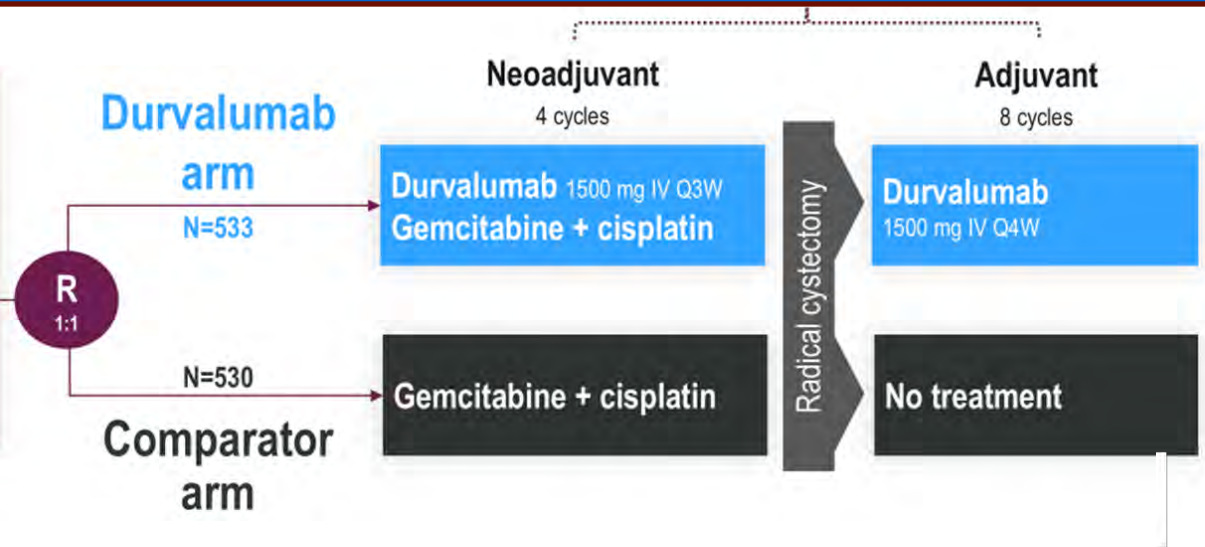 Neoadjuvant
4 cycles
Adjuvant
8 cycles
Durvalumab
arm
N=533
Durvalumab 1500 mg IV Q3W
Gemcitabine + cisplatin
Radical cystectomy
Durvalumab
1500 mg IV Q4W
R
1:1
N=530
Comparator
arm
Gemcitabine + cisplatin
No treatment